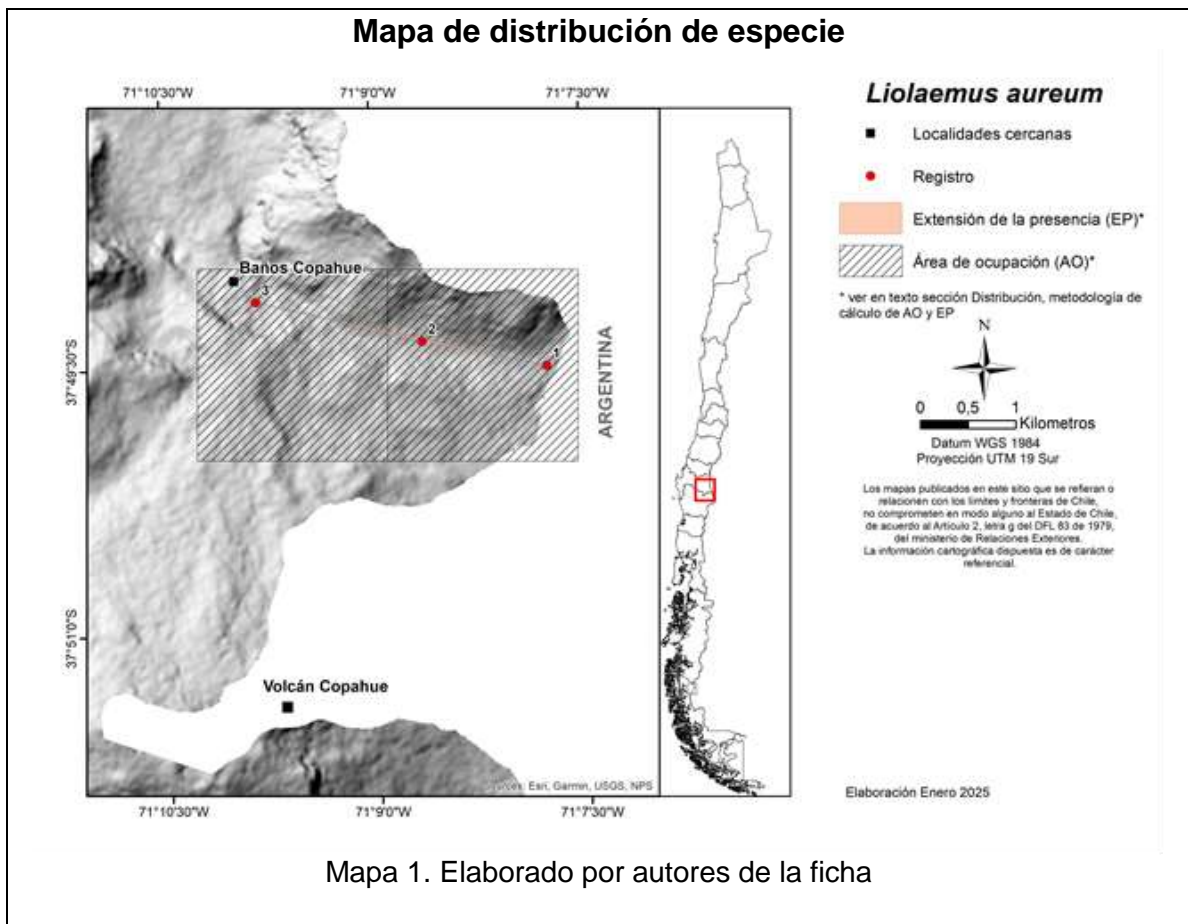 Mapa de distribución de especie
71°10'30"W
71°9'0"W
71°7'30"W
37°49'30"S
37°51'0"S
Baños Copahue
3
2
1
ARGENTINA
Volcán Copahue
Sources: Esri, Garmin, USGS, NPS
71°10'30"W
71°9'0"W
71°7'30"W
Liolaemus aureum
Localidades cercanas
Registro
Extensión de la presencia (EP)*
Área de ocupación (AO)*
* ver en texto sección Distribución, metodología de
cálculo de AO y EP
N
0 0,5 1
Kilometros
Datum WGS 1984
Proyección UTM 19 Sur
Los mapas publicados en este sitio que se refieran o
relacionen con los límites y fronteras de Chile,
no comprometen en modo alguno al Estado de Chile,
de acuerdo al Artículo 2, letra g del DFL 83 de 1979,
del ministerio de Relaciones Exteriores.
La información cartográfica dispuesta es de carácter
referencial.
Elaboración Enero 2025
Mapa 1. Elaborado por autores de la ficha